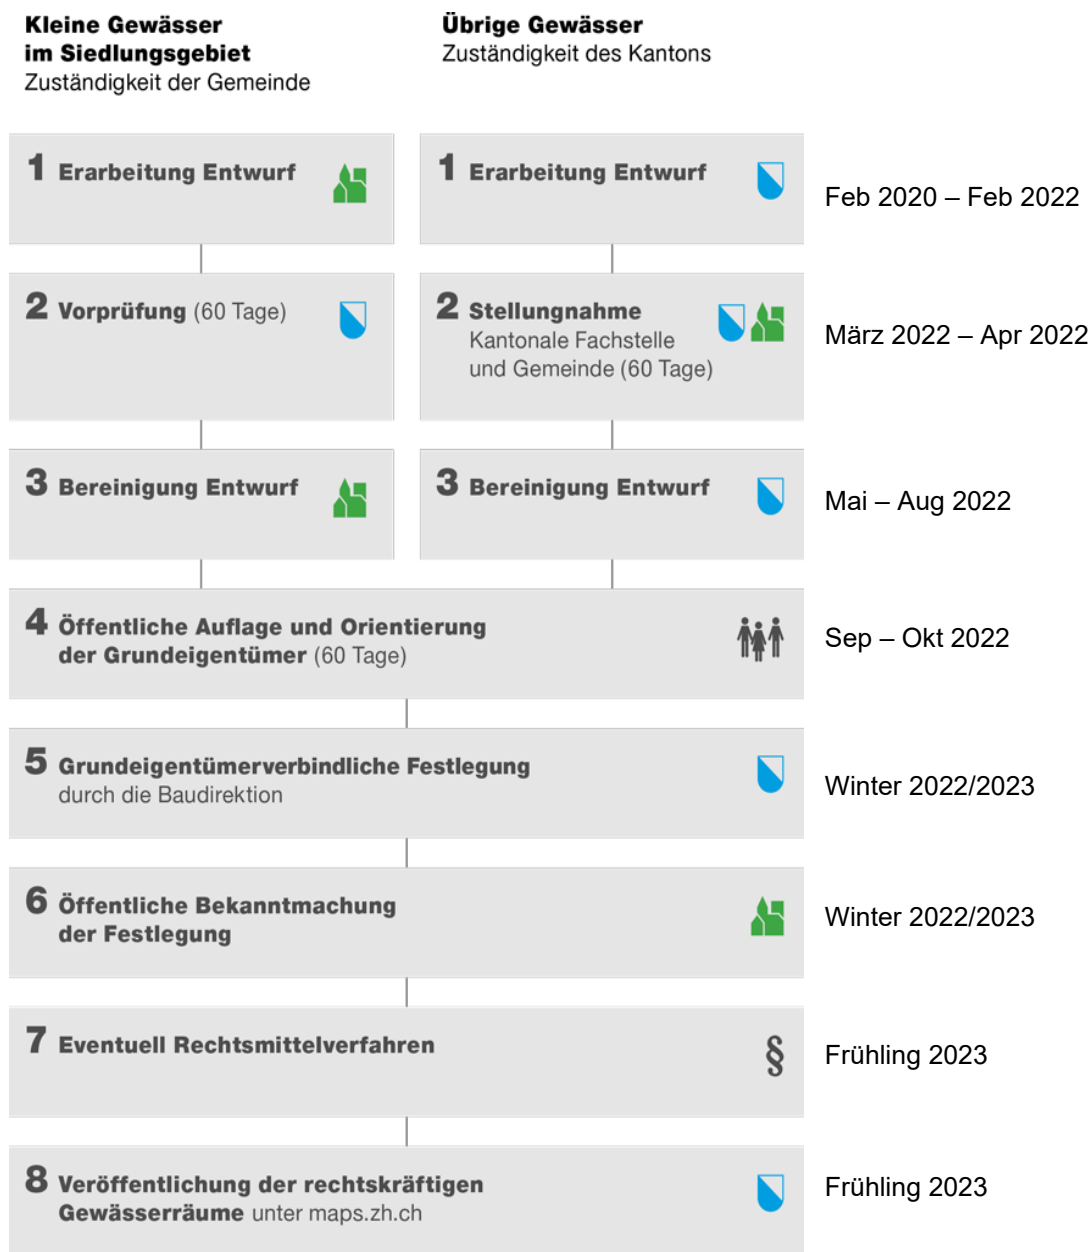 Kleine Gewässer
im Siedlungsgebiet
Zuständigkeit der Gemeinde
Übrige Gewässer
Zuständigkeit des Kantons
1 Erarbeitung Entwurf
1 Erarbeitung Entwurf
Feb 2020 – Feb 2022
2 Vorprüfung (60 Tage)
2 Stellungnahme
Kantonale Fachstelle
und Gemeinde (60 Tage)
März 2022 – Apr 2022
3 Bereinigung Entwurf
3 Bereinigung Entwurf
Mai – Aug 2022
4 Öffentliche Auflage und Orientierung
der Grundeigentümer (60 Tage)
Sep – Okt 2022
5 Grundeigentümerverbindliche Festlegung
durch die Baudirektion
Winter 2022/2023
6 Öffentliche Bekanntmachung
der Festlegung
Winter 2022/2023
7 Eventuell Rechtsmittelverfahren
§
Frühling 2023
8 Veröffentlichung der rechtskräftigen
Gewässerräume unter maps.zh.ch
Frühling 2023